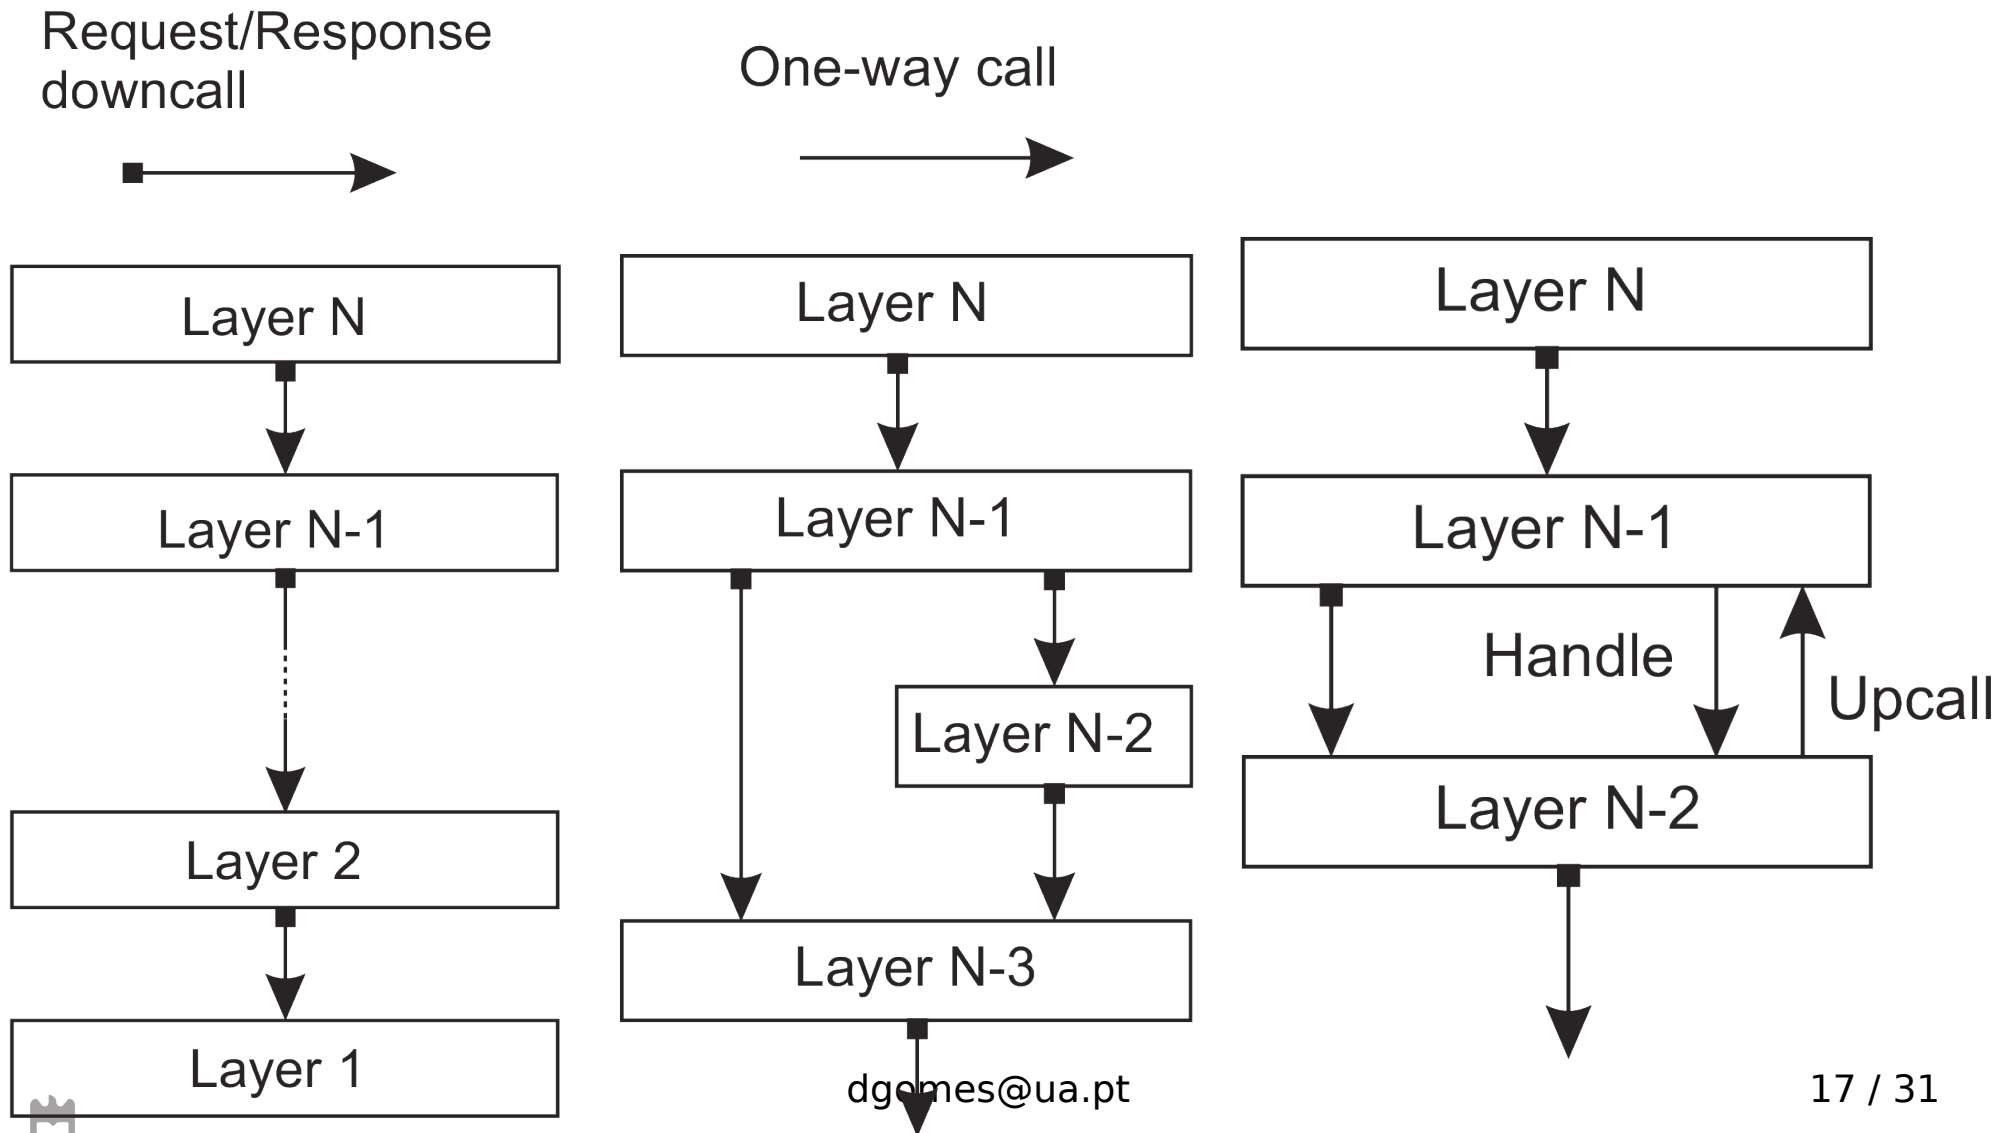 Request/Response
downcall
One-way call
Layer N
Layer N-1
Layer 2
Layer 1
Layer N
Layer N-1
Layer N-2
Layer N-3
Layer N
Layer N-1
Handle
Upcall
Layer N-2
dgomes@ua.pt
17 / 31